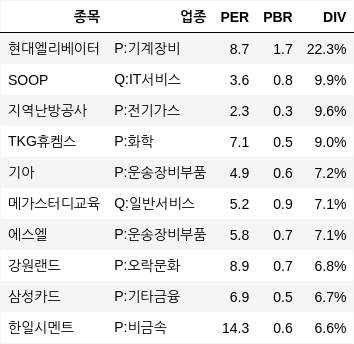 종목 업종 PER PBR DIV
현대엘리베이터 P:기계장비 8.7 1.7 22.3%
SOOP Q:IT서비스 3.6 0.8 9.9%
지역난방공사 P:전기가스 2.3 0.3 9.6%
TKG휴켐스 P:화학 7.1 0.5 9.0%
기아 P:운송장비부품 4.9 0.6 7.2%
메가스터디교육 Q:일반서비스 5.2 0.9 7.1%
에스엘 P:운송장비부품 5.8 0.7 7.1%
강원랜드 P:오락문화 8.9 0.7 6.8%
삼성카드 P:기타금융 6.9 0.5 6.7%
한일시멘트 P:비금속 14.3 0.6 6.6%